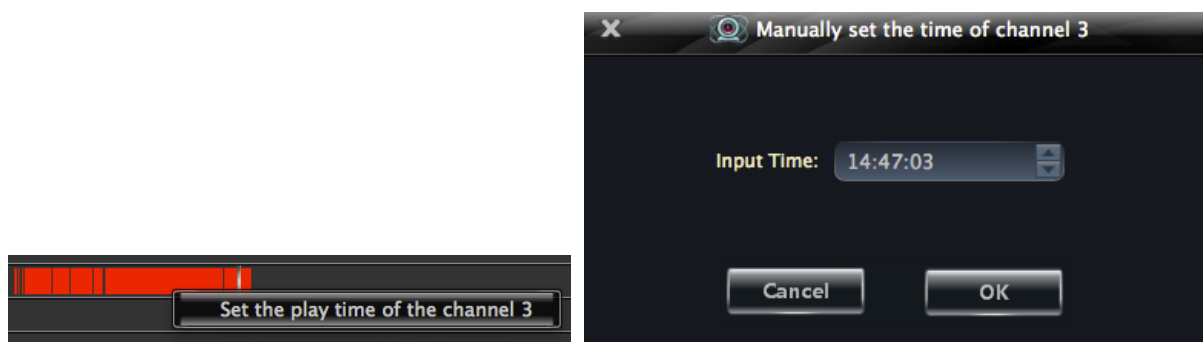 Set the play time of the channel 3
Manually set the time of channel 3
Input Time: 14:47:03
Cancel OK